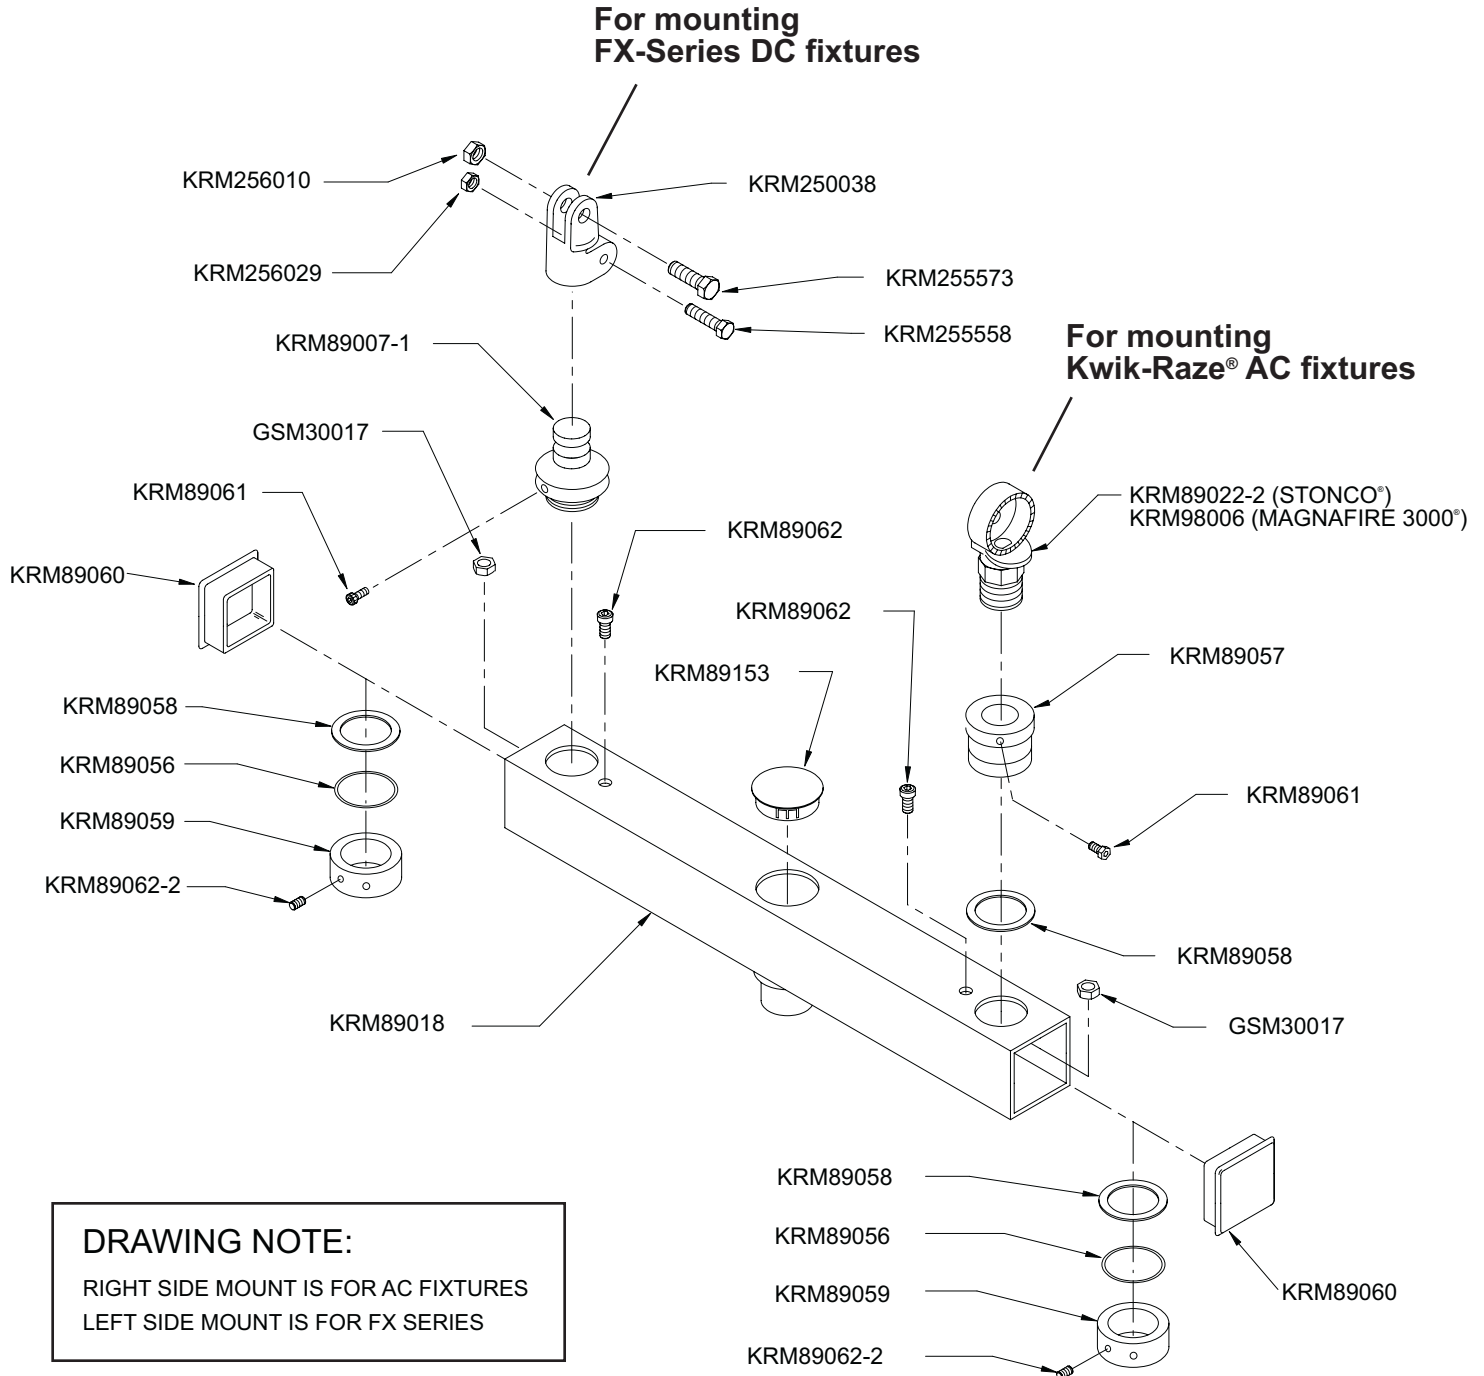 For mounting
FX-Series DC fixtures
KRM256010
KRM250038
KRM256029
KRM255573
KRM89007-1
KRM255558
For mounting
Kwik-Raze® AC fixtures
GSM30017
KRM89061
KRM89022-2 (STONCO®)
KRM98006 (MAGNAFIRE 3000®)
KRM89062
KRM89060
KRM89062
KRM89057
KRM89153
KRM89058
KRM89056
KRM89061
KRM89059
KRM89062-2
KRM89058
KRM89018
GSM30017
KRM89058
KRM89056
KRM89060
KRM89059
KRM89062-2
DRAWING NOTE:
RIGHT SIDE MOUNT IS FOR AC FIXTURES
LEFT SIDE MOUNT IS FOR FX SERIES